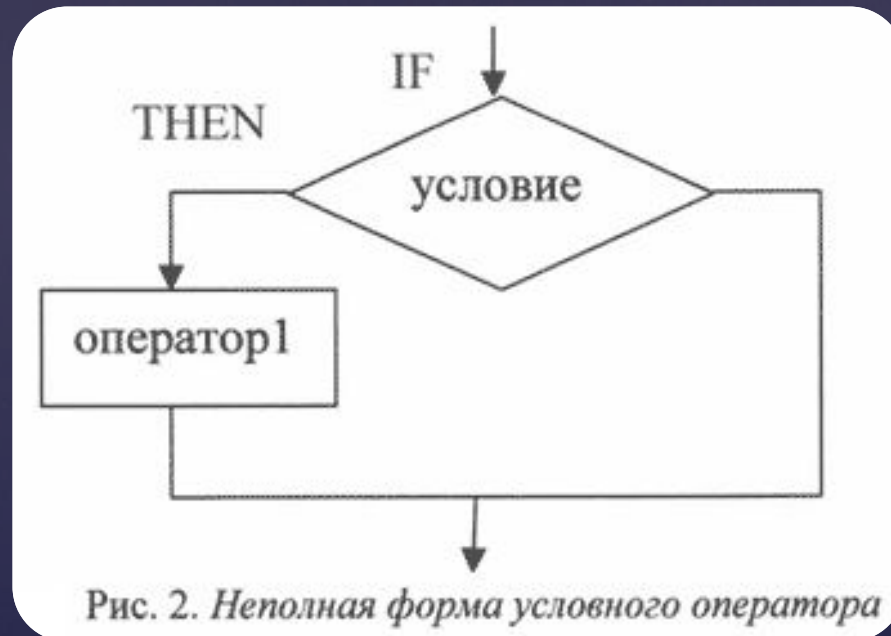 IF
THEN
условие
оператор1
Рис. 2. Неполная форма условного оператора